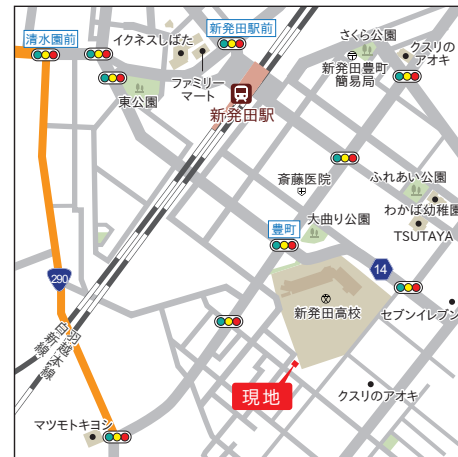 新発田駅前
清水園前
イクネスしばた
さくら公園
クスリの
アオキ
新発田豊町
簡易局
ファミリー
マート
東公園
新発田駅
斎藤医院
ふれあい公園
わかば幼稚園
大曲り公園
TSUTAYA
豊町
14
290
新発田高校
セブンイレブン
白新線
羽越本線
現地
クスリのアオキ
マツモトキヨシ